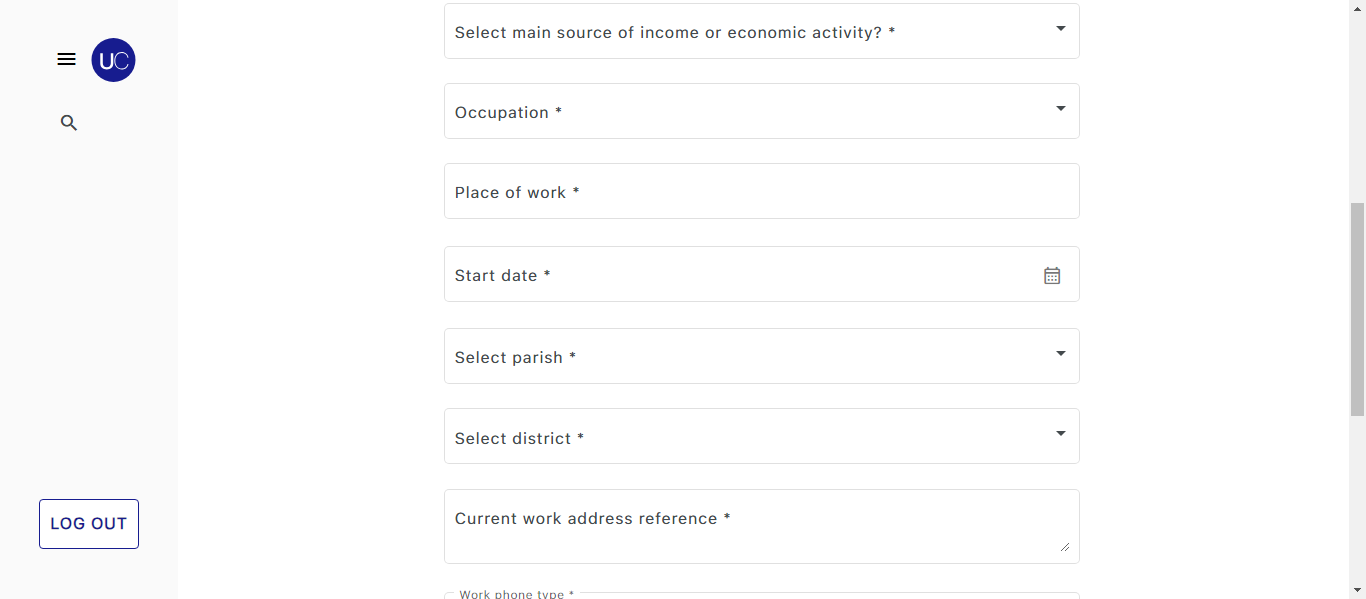 UC
Select main source of income or economic activity? *
Occupation *
Place of work *
Start date *
Select parish *
Select district *
Current work address reference *
LOG OUT
Work phone type *